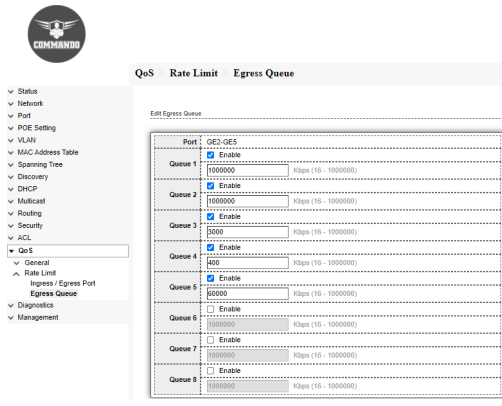 COMMANDO
QoS Rate Limit Egress Queue
Status
Network
Port
POE Setting
VLAN
MAC Address Table
Spanning Tree
Discovery
DHCP
Multicast
Routing
Security
ACL
QoS
General
Rate Limit
Ingress / Egress Port
Egress Queue
Diagnostics
Management
Edit Egress Queue
Port GE2-GE5
Queue 1 Enable
1000000 Kbps (16 - 1000000)
Queue 2 Enable
1000000 Kbps (16 - 1000000)
Queue 3 Enable
3000 Kbps (16 - 1000000)
Queue 4 Enable
400 Kbps (16 - 1000000)
Queue 5 Enable
60000 Kbps (16 - 1000000)
Queue 6 Enable
1000000 Kbps (16 - 1000000)
Queue 7 Enable
1000000 Kbps (16 - 1000000)
Queue 8 Enable
1000000 Kbps (16 - 1000000)